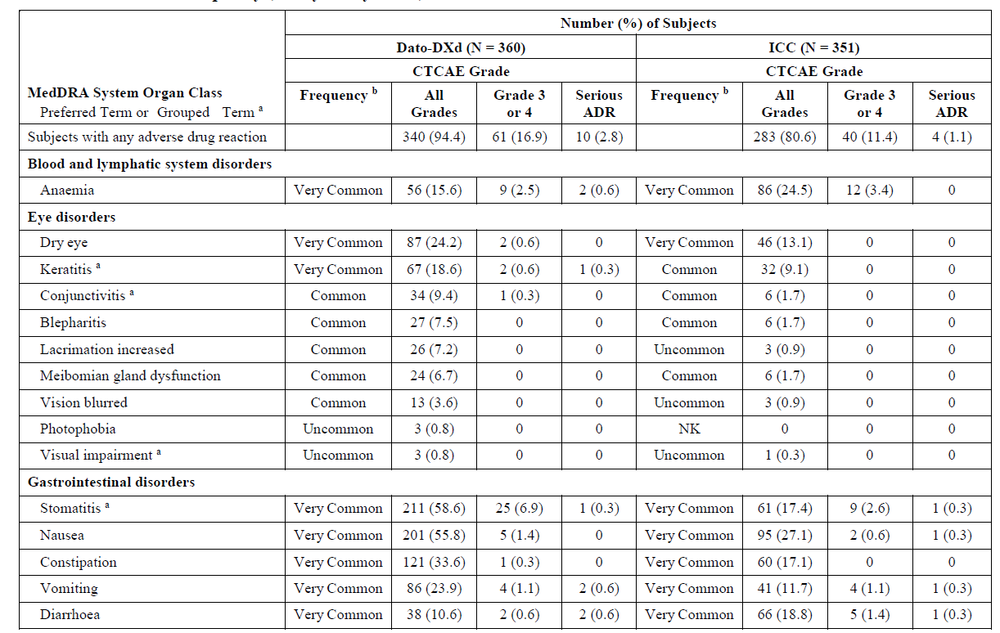 Number (%) of Subjects
Dato-DXd (N = 360) ICC (N = 351)
CTCAE Grade CTCAE Grade
MedDRA System Organ Class
Preferred Term or Grouped Term a
Frequency b All Grades Grade 3 or 4 Serious ADR Frequency b All Grades Grade 3 or 4 Serious ADR
Subjects with any adverse drug reaction 340 (94.4) 61 (16.9) 10 (2.8) 283 (80.6) 40 (11.4) 4 (1.1)
Blood and lymphatic system disorders
Anaemia Very Common 56 (15.6) 9 (2.5) 2 (0.6) Very Common 86 (24.5) 12 (3.4) 0
Eye disorders
Dry eye Very Common 87 (24.2) 2 (0.6) 0 Very Common 46 (13.1) 0 0
Keratitis a Very Common 67 (18.6) 2 (0.6) 1 (0.3) Common 32 (9.1) 0 0
Conjunctivitis a Common 34 (9.4) 1 (0.3) 0 Common 6 (1.7) 0 0
Blepharitis Common 27 (7.5) 0 0 Common 6 (1.7) 0 0
Lacrimation increased Common 26 (7.2) 0 0 Uncommon 3 (0.9) 0 0
Meibomian gland dysfunction Common 24 (6.7) 0 0 Common 6 (1.7) 0 0
Vision blurred Common 13 (3.6) 0 0 Uncommon 3 (0.9) 0 0
Photophobia Uncommon 3 (0.8) 0 0 NK 0 0 0
Visual impairment a Uncommon 3 (0.8) 0 0 Uncommon 1 (0.3) 0 0
Gastrointestinal disorders
Stomatitis a Very Common 211 (58.6) 25 (6.9) 1 (0.3) Very Common 61 (17.4) 9 (2.6) 1 (0.3)
Nausea Very Common 201 (55.8) 5 (1.4) 0 Very Common 95 (27.1) 2 (0.6) 1 (0.3)
Constipation Very Common 121 (33.6) 1 (0.3) 0 Very Common 60 (17.1) 0 0
Vomiting Very Common 86 (23.9) 4 (1.1) 2 (0.6) Very Common 41 (11.7) 4 (1.1) 1 (0.3)
Diarrhoea Very Common 38 (10.6) 2 (0.6) 2 (0.6) Very Common 66 (18.8) 5 (1.4) 1 (0.3)